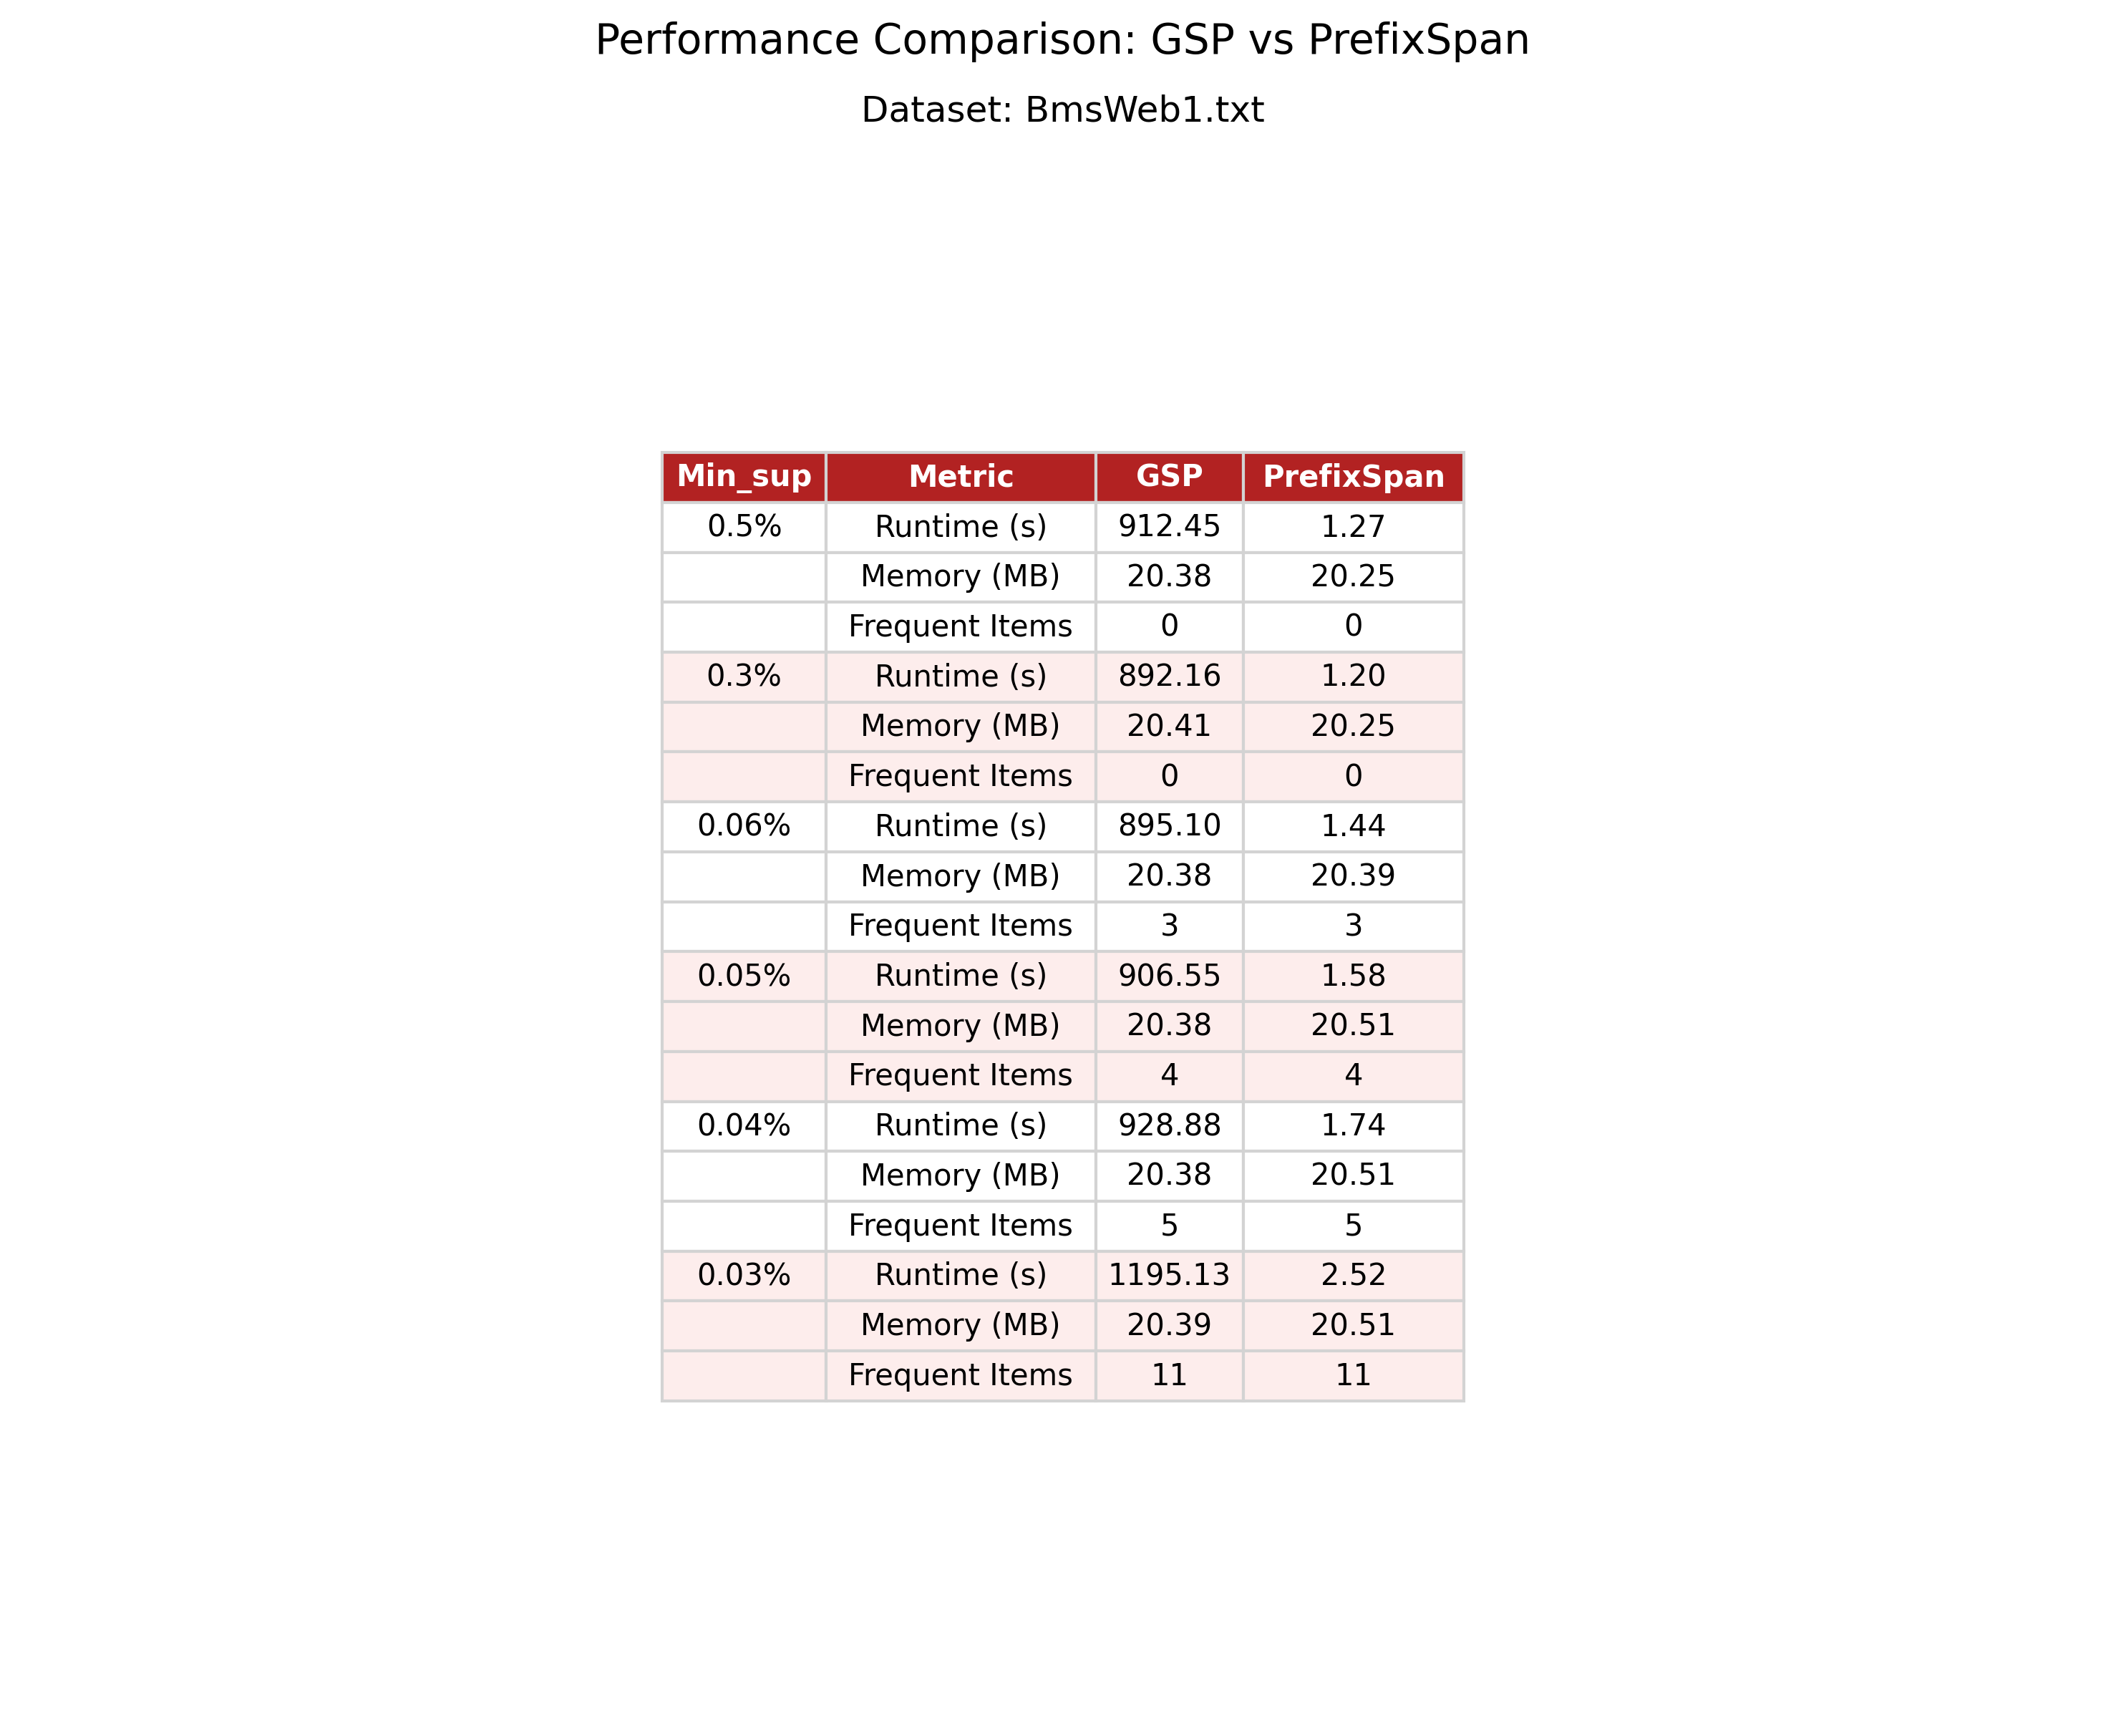 Performance Comparison: GSP vs PrefixSpan
Dataset: BmsWeb1.txt
Min_sup Metric GSP PrefixSpan
0.5% Runtime (s) 912.45 1.27
Memory (MB) 20.38 20.25
Frequent Items 0 0
0.3% Runtime (s) 892.16 1.20
Memory (MB) 20.41 20.25
Frequent Items 0 0
0.06% Runtime (s) 895.10 1.44
Memory (MB) 20.38 20.39
Frequent Items 3 3
0.05% Runtime (s) 906.55 1.58
Memory (MB) 20.38 20.51
Frequent Items 4 4
0.04% Runtime (s) 928.88 1.74
Memory (MB) 20.38 20.51
Frequent Items 5 5
0.03% Runtime (s) 1195.13 2.52
Memory (MB) 20.39 20.51
Frequent Items 11 11